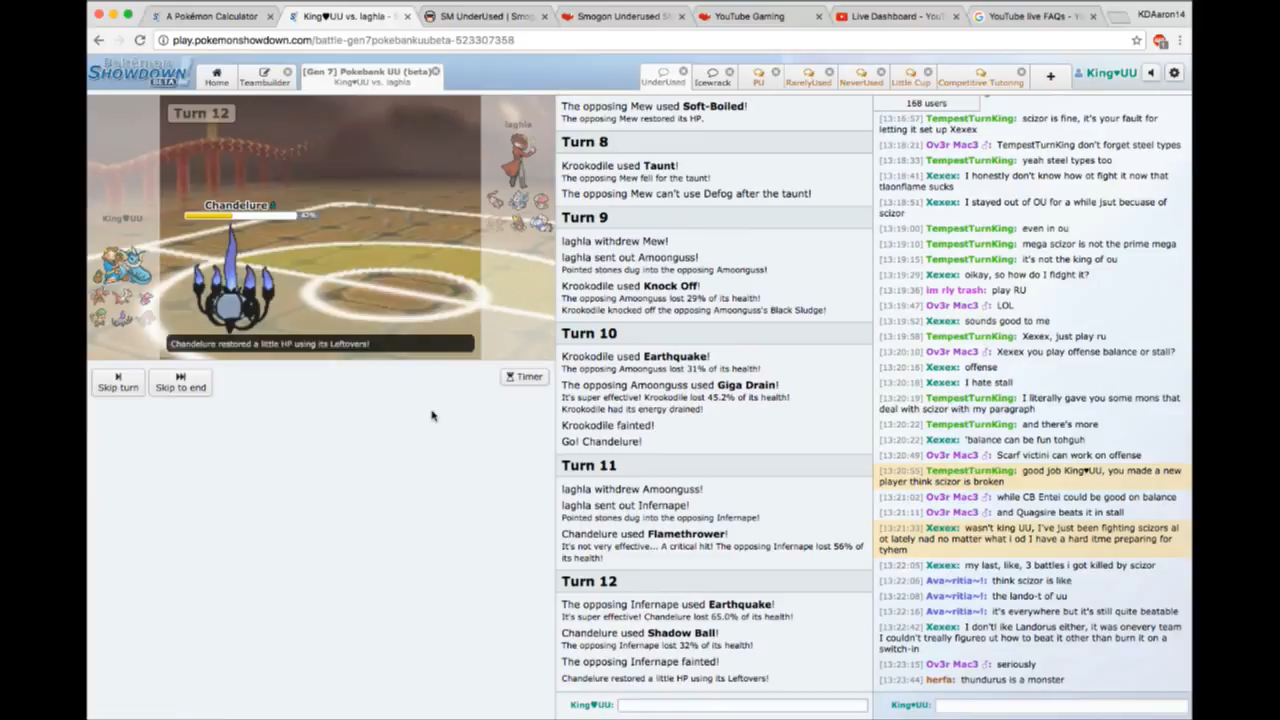 A Pokémon Calculator
King♥UU vs. laghla - S
SM UnderUsed | Smog
Smogon Underused SM
YouTube Gaming
Live Dashboard - YouT
YouTube live FAQs - Yo
KDAaron14
play.pokemonshowdown.com/battle-gen7pokebankuubeta-523307358
Pokémon
SHOWDOWN
BETA
Home
Teambuilder
[Gen 7] Pokebank UU (beta)
King♥UU vs. laghla
UnderUsed
Icewrack
PU
RarelyUsed
NeverUsed
Little Cup
Competitive Tutoring
King♥UU
Turn 12
laghla
King♥UU
Chandelure
42%
Chandelure restored a little HP using its Leftovers!
Skip turn
Skip to end
Timer
The opposing Mew used Soft-Boiled!
The opposing Mew restored its HP.
Turn 8
Krookodile used Taunt!
The opposing Mew fell for the taunt!
The opposing Mew can't use Defog after the taunt!
Turn 9
laghla withdrew Mew!
laghla sent out Amoonguss!
Pointed stones dug into the opposing Amoonguss!
Krookodile used Knock Off!
The opposing Amoonguss lost 29% of its health!
Krookodile knocked off the opposing Amoonguss's Black Sludge!
Turn 10
Krookodile used Earthquake!
The opposing Amoonguss lost 31% of its health!
The opposing Amoonguss used Giga Drain!
It's super effective! Krookodile lost 45.2% of its health!
Krookodile had its energy drained!
Krookodile fainted!
Go! Chandelure!
Turn 11
laghla withdrew Amoonguss!
laghla sent out Infernape!
Pointed stones dug into the opposing Infernape!
Chandelure used Flamethrower!
It's not very effective... A critical hit! The opposing Infernape lost 56% of
its health!
Turn 12
The opposing Infernape used Earthquake!
It's super effective! Chandelure lost 65.0% of its health!
Chandelure used Shadow Ball!
The opposing Infernape lost 32% of its health!
The opposing Infernape fainted!
Chandelure restored a little HP using its Leftovers!
King♥UU:
168 users
[13:16:57] TempestTurnKing: scizor is fine, it's your fault for
letting it set up Xexex
[13:18:21] Ov3r Mac3 ♂: TempestTurnKing don't forget steel types
[13:18:33] TempestTurnKing: yeah steel types too
[13:18:41] Xexex: I honestly don't know how ot fight it now that
tlaonflame sucks
[13:18:51] Xexex: I stayed out of OU for a while jsut becuase of
scizor
[13:19:00] TempestTurnKing: even in ou
[13:19:10] TempestTurnKing: mega scizor is not the prime mega
[13:19:15] TempestTurnKing: it's not the king of ou
[13:19:29] Xexex: oikay, so how do I fidght it?
[13:19:36] im rly trash: play RU
[13:19:47] Ov3r Mac3 ♂: LOL
[13:19:52] Xexex: sounds good to me
[13:19:58] TempestTurnKing: Xexex, just play ru
[13:20:10] Ov3r Mac3 ♂: Xexex you play offense balance or stall?
[13:20:16] Xexex: offense
[13:20:18] Xexex: I hate stall
[13:20:19] TempestTurnKing: I literally gave you some mons that
deal with scizor with my paragraph
[13:20:22] TempestTurnKing: and there's more
[13:20:22] Xexex: 'balance can be fun tohguh
[13:20:49] Ov3r Mac3 ♂: Scarf victini can work on offense
[13:20:55] TempestTurnKing: good job King♥UU, you made a new
player think scizor is broken
[13:21:02] Ov3r Mac3 ♂: while CB Entei could be good on balance
[13:21:11] Ov3r Mac3 ♂: and Quagsire beats it in stall
[13:21:33] Xexex: wasn't king UU, I've just been fighting scizors al
ot lately nad no matter what i od I have a hard itme preparing for
tyhem
[13:22:05] Xexex: my last, like, 3 battles i got killed by scizor
[13:22:06] Ava~ritia~!: think scizor is like
[13:22:08] Ava~ritia~!: the lando-t of uu
[13:22:16] Ava~ritia~!: it's everywhere but it's still quite beatable
[13:22:42] Xexex: I don't! ike Landorus either, it was onevery team
I couldn't treally figureo ut how to beat it other than burn it on a
switch-in
[13:23:15] Ov3r Mac3 ♂: seriously
[13:23:44] herfa: thundurus is a monster
King♥UU: